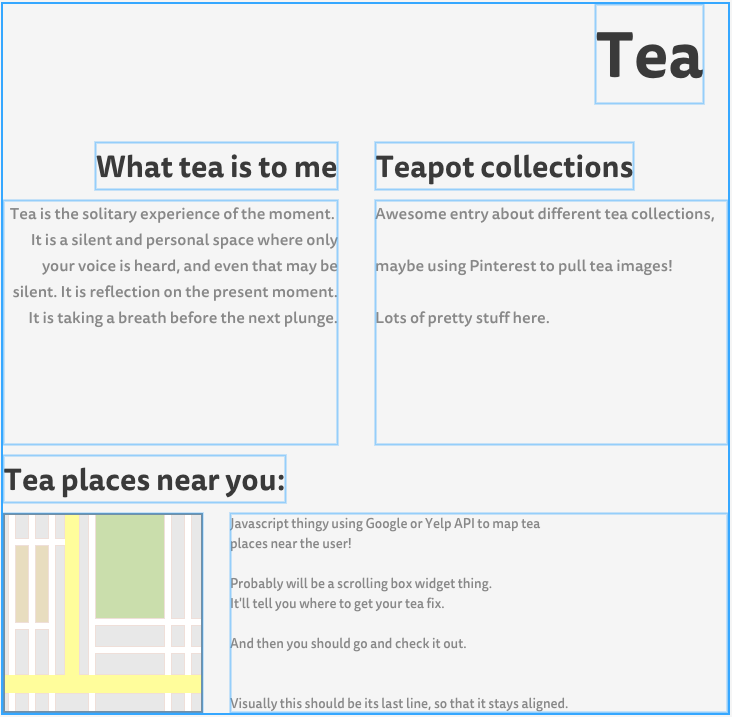 Tea
What tea is to me
Tea is the solitary experience of the moment.
It is a silent and personal space where only
your voice is heard, and even that may be
silent. It is reflection on the present moment.
It is taking a breath before the next plunge.
Teapot collections
Awesome entry about different tea collections,
maybe using Pinterest to pull tea images!
Lots of pretty stuff here.
Tea places near you:
Javascript thingy using Google or Yelp API to map tea
places near the user!
Probably will be a scrolling box widget thing.
It'll tell you where to get your tea fix.
And then you should go and check it out.
Visually this should be its last line, so that it stays aligned.